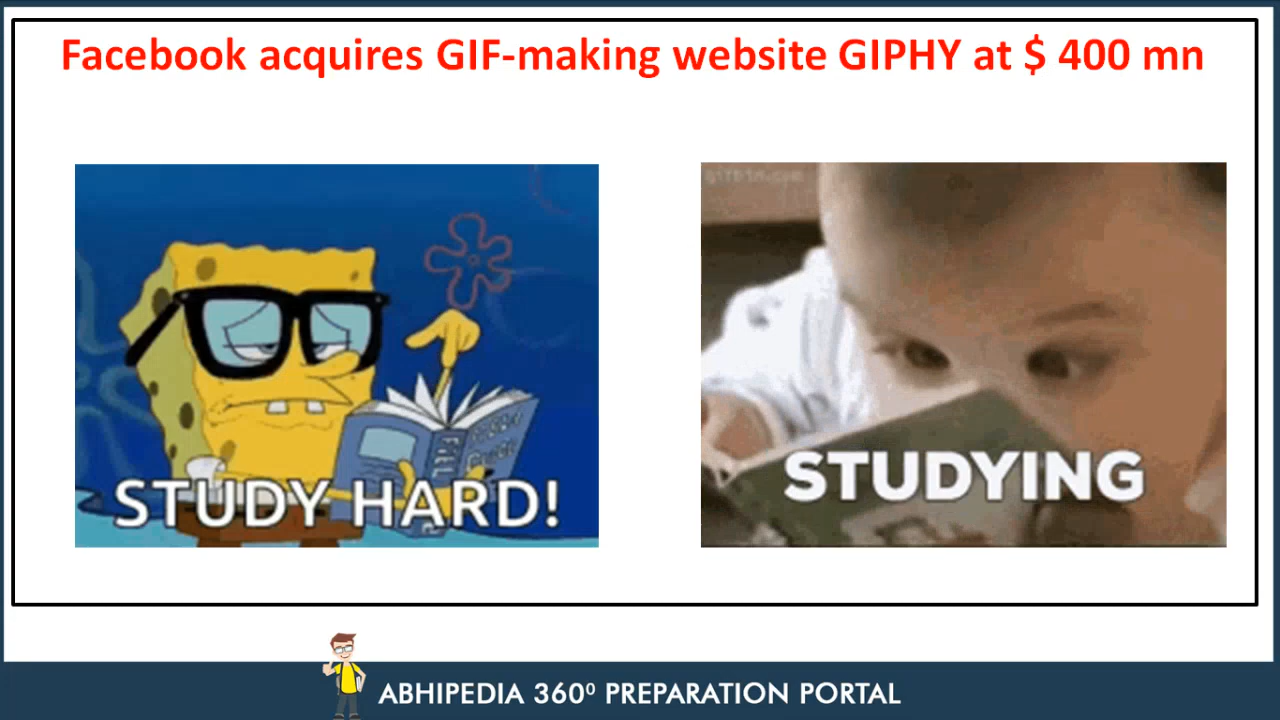 Facebook acquires GIF-making website GIPHY at $ 400 mn
STUDY HARD!
STUDYING
ABHIPEDIA 360⁰ PREPARATION PORTAL